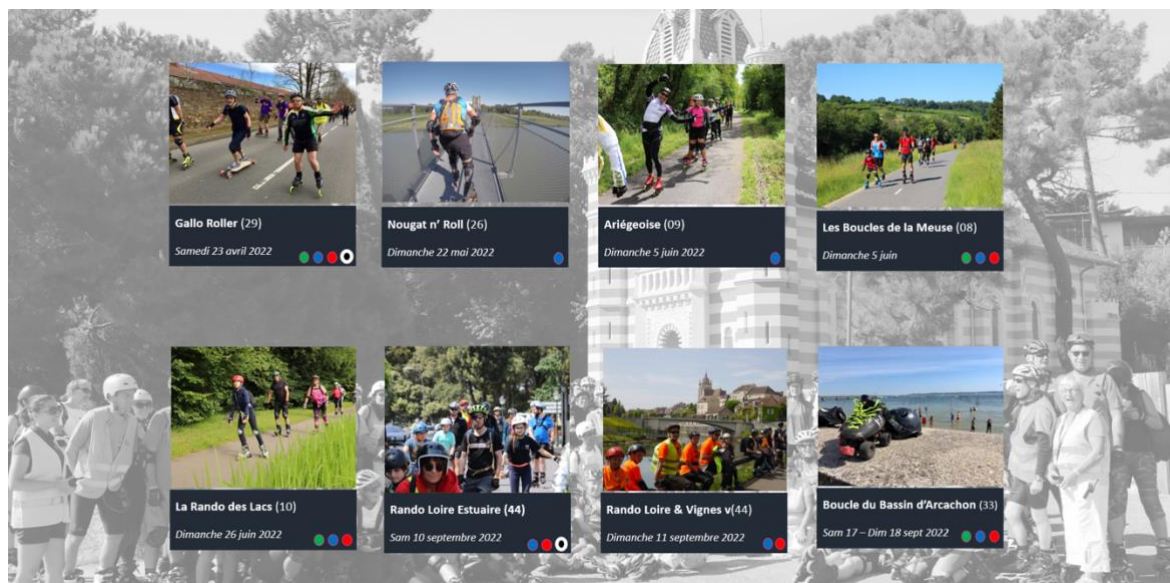 Gallo Roller (29)
Samedi 23 avril 2022
Nougat n’ Roll (26)
Dimanche 22 mai 2022
Ariégeoise (09)
Dimanche 5 juin 2022
Les Boucles de la Meuse (08)
Dimanche 5 juin
La Rando des Lacs (10)
Dimanche 26 juin 2022
Rando Loire Estuaire (44)
Sam 10 septembre 2022
Rando Loire & Vignes v(44)
Dimanche 11 septembre 2022
Boucle du Bassin d’Arcachon (33)
Sam 17 – Dim 18 sept 2022